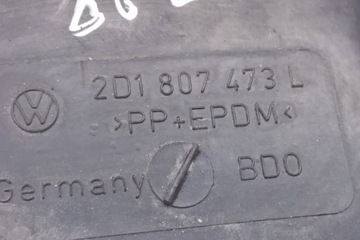 2D1 807 473 L
>PP+EPDM<
BDO
Germany